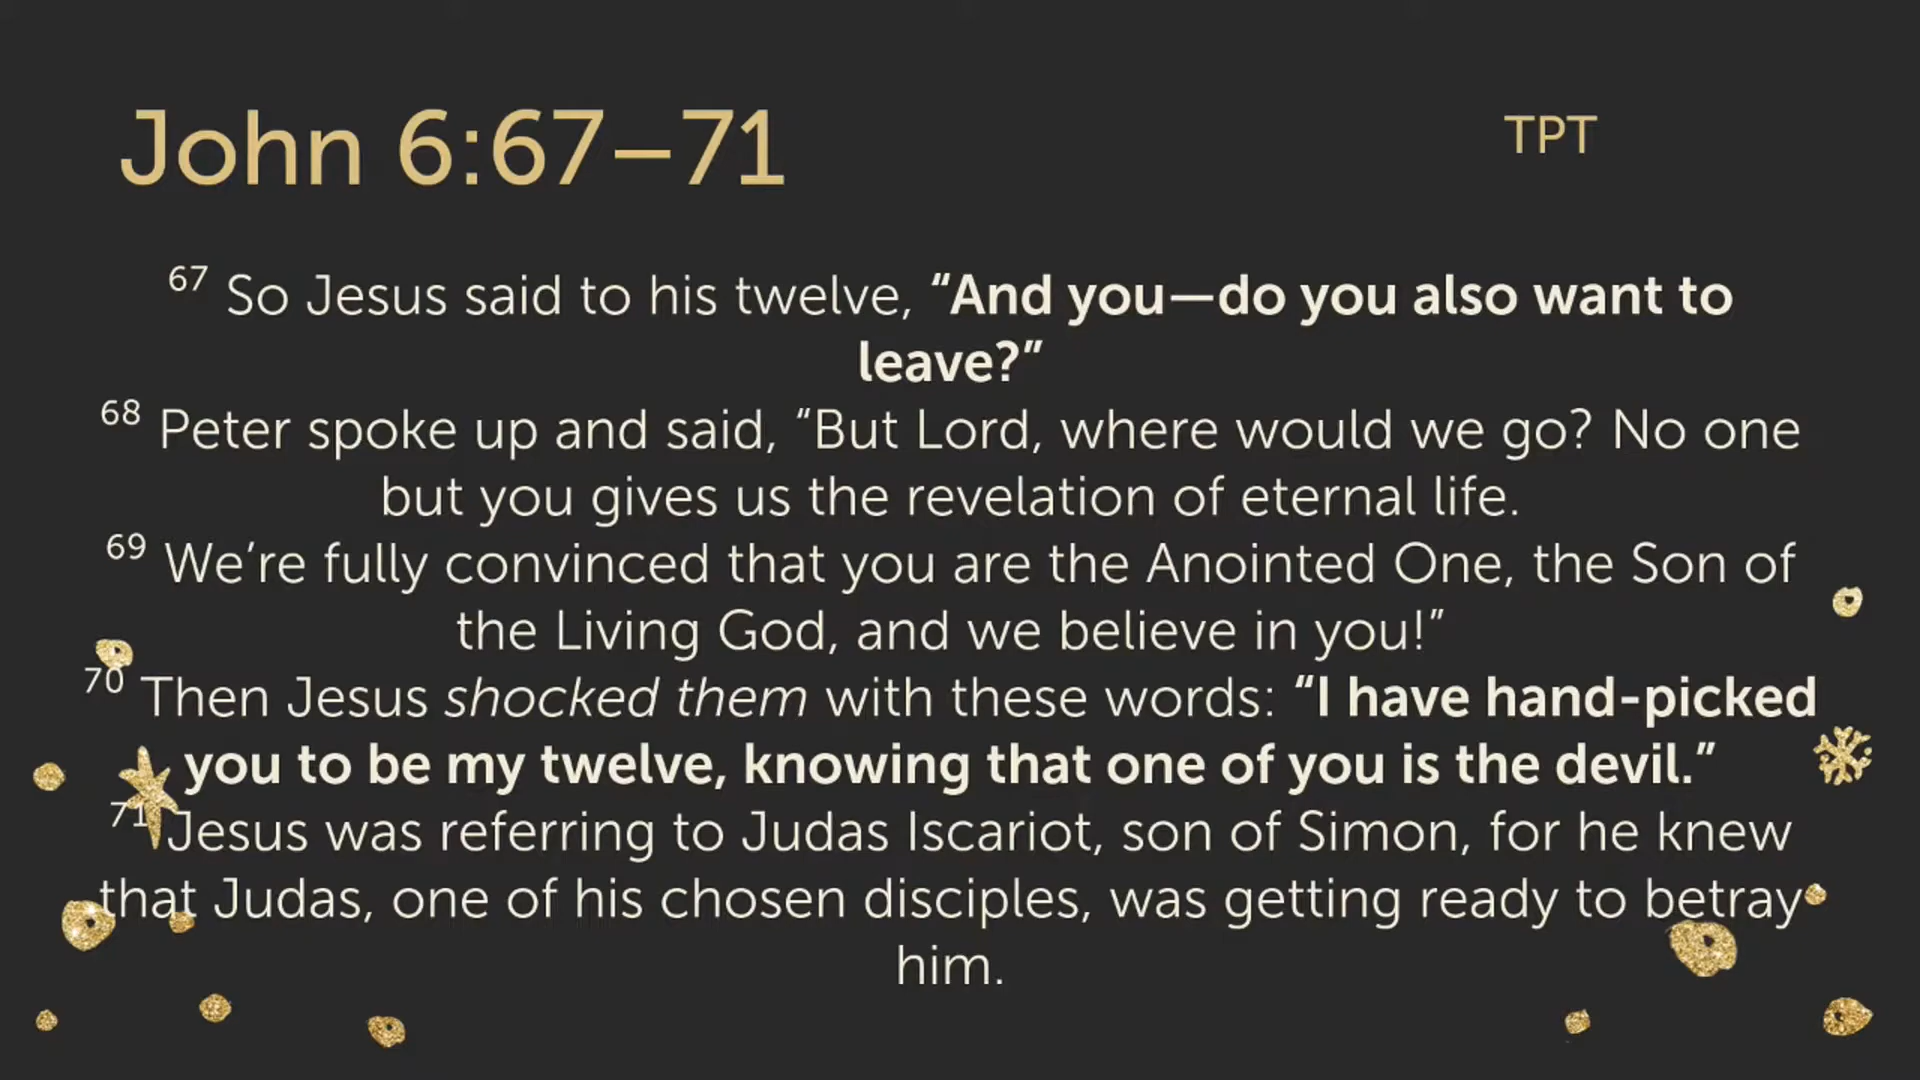 John 6:67–71
TPT
67 So Jesus said to his twelve, “And you—do you also want to
leave?”
68 Peter spoke up and said, “But Lord, where would we go? No one
but you gives us the revelation of eternal life.
69 We’re fully convinced that you are the Anointed One, the Son of
the Living God, and we believe in you!”
70 Then Jesus shocked them with these words: “I have hand-picked
you to be my twelve, knowing that one of you is the devil.”
71 Jesus was referring to Judas Iscariot, son of Simon, for he knew
that Judas, one of his chosen disciples, was getting ready to betray
him.